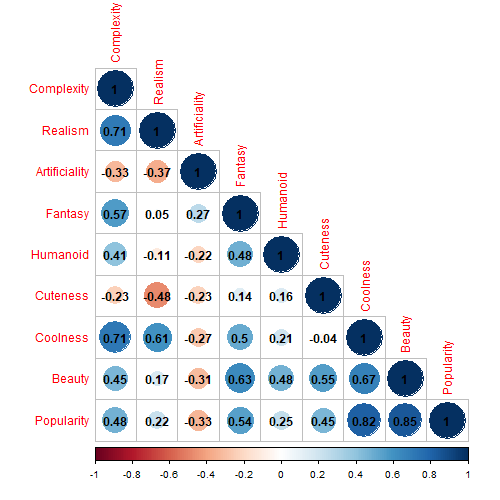 Complexity
Realism
Artificiality
Fantasy
Humanoid
Cuteness
Coolness
Beauty
Popularity
Complexity 1
Realism 0.71 1
Artificiality -0.33 -0.37 1
Fantasy 0.57 0.05 0.27 1
Humanoid 0.41 -0.11 -0.22 0.48 1
Cuteness -0.23 -0.48 -0.23 0.14 0.16 1
Coolness 0.71 0.61 -0.27 0.5 0.21 -0.04 1
Beauty 0.45 0.17 -0.31 0.63 0.48 0.55 0.67 1
Popularity 0.48 0.22 -0.33 0.54 0.25 0.45 0.82 0.85 1
-1 -0.8 -0.6 -0.4 -0.2 0 0.2 0.4 0.6 0.8 1